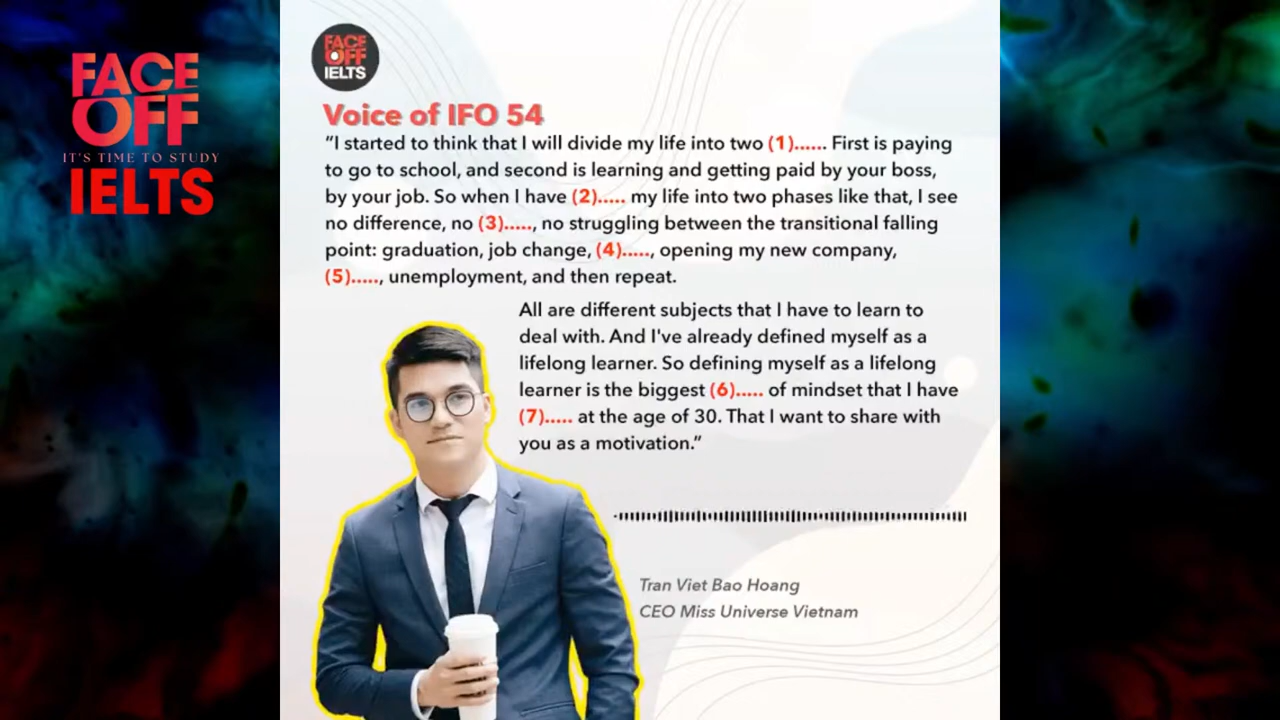 FACE
OFF
IT'S TIME TO STUDY
IELTS
FACE
OFF
IELTS
Voice of IFO 54
“I started to think that I will divide my life into two (1)...... First is paying
to go to school, and second is learning and getting paid by your boss,
by your job. So when I have (2)..... my life into two phases like that, I see
no difference, no (3)....., no struggling between the transitional falling
point: graduation, job change, (4)....., opening my new company,
(5)....., unemployment, and then repeat.
All are different subjects that I have to learn to
deal with. And I've already defined myself as a
lifelong learner. So defining myself as a lifelong
learner is the biggest (6)..... of mindset that I have
(7)..... at the age of 30. That I want to share with
you as a motivation.”
Tran Viet Bao Hoang
CEO Miss Universe Vietnam